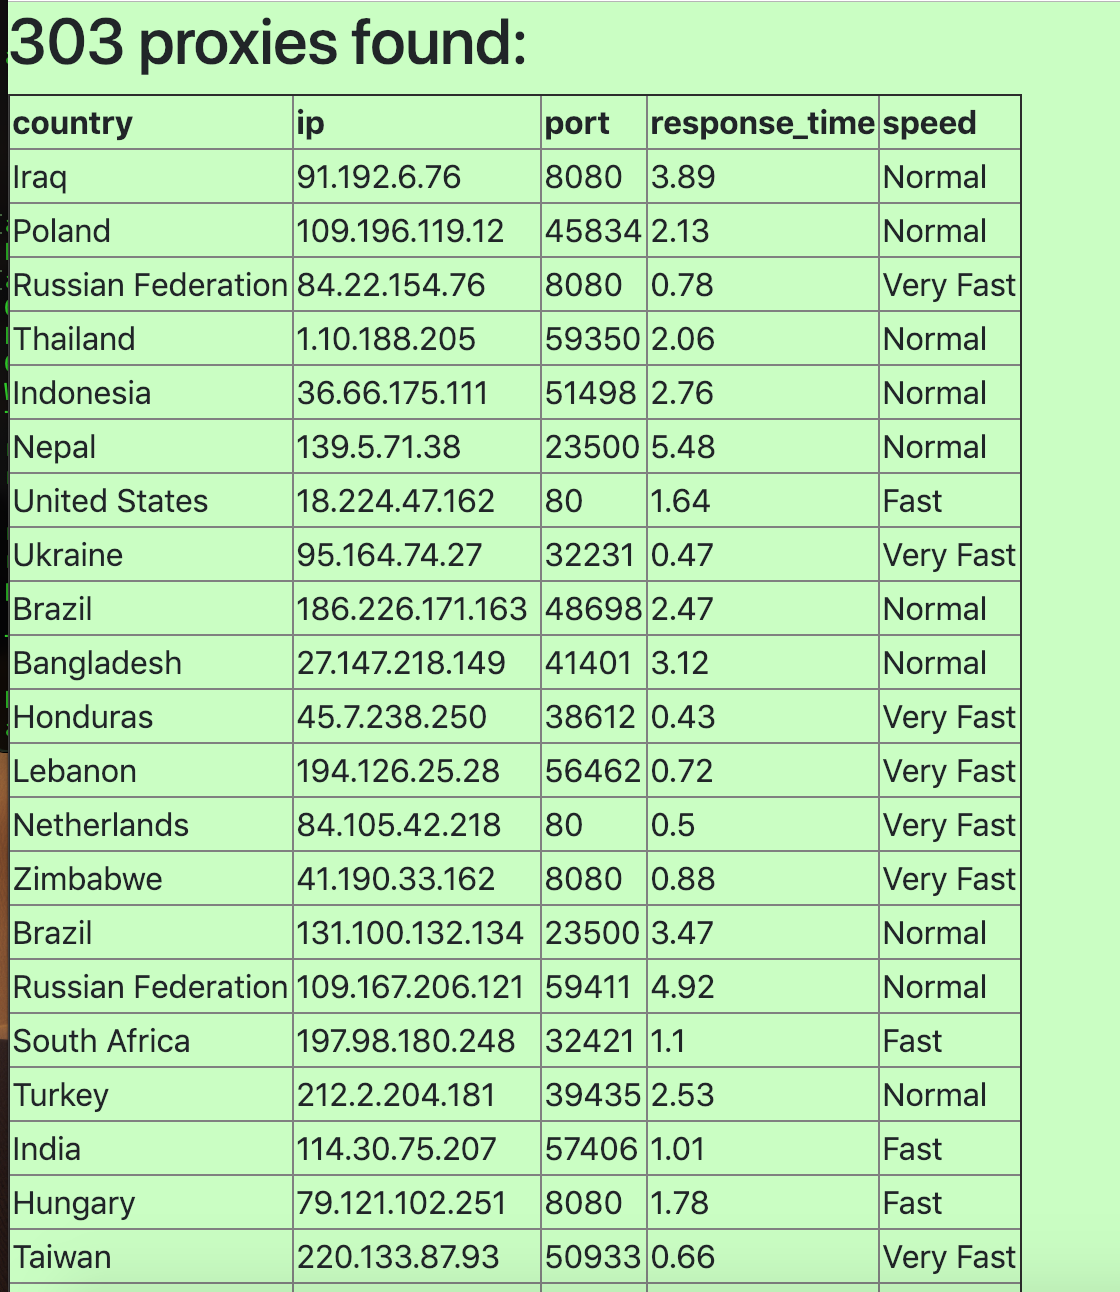 303 proxies found:
country ip port response_time speed
Iraq 91.192.6.76 8080 3.89 Normal
Poland 109.196.119.12 45834 2.13 Normal
Russian Federation 84.22.154.76 8080 0.78 Very Fast
Thailand 1.10.188.205 59350 2.06 Normal
Indonesia 36.66.175.111 51498 2.76 Normal
Nepal 139.5.71.38 23500 5.48 Normal
United States 18.224.47.162 80 1.64 Fast
Ukraine 95.164.74.27 32231 0.47 Very Fast
Brazil 186.226.171.163 48698 2.47 Normal
Bangladesh 27.147.218.149 41401 3.12 Normal
Honduras 45.7.238.250 38612 0.43 Very Fast
Lebanon 194.126.25.28 56462 0.72 Very Fast
Netherlands 84.105.42.218 80 0.5 Very Fast
Zimbabwe 41.190.33.162 8080 0.88 Very Fast
Brazil 131.100.132.134 23500 3.47 Normal
Russian Federation 109.167.206.121 59411 4.92 Normal
South Africa 197.98.180.248 32421 1.1 Fast
Turkey 212.2.204.181 39435 2.53 Normal
India 114.30.75.207 57406 1.01 Fast
Hungary 79.121.102.251 8080 1.78 Fast
Taiwan 220.133.87.93 50933 0.66 Very Fast